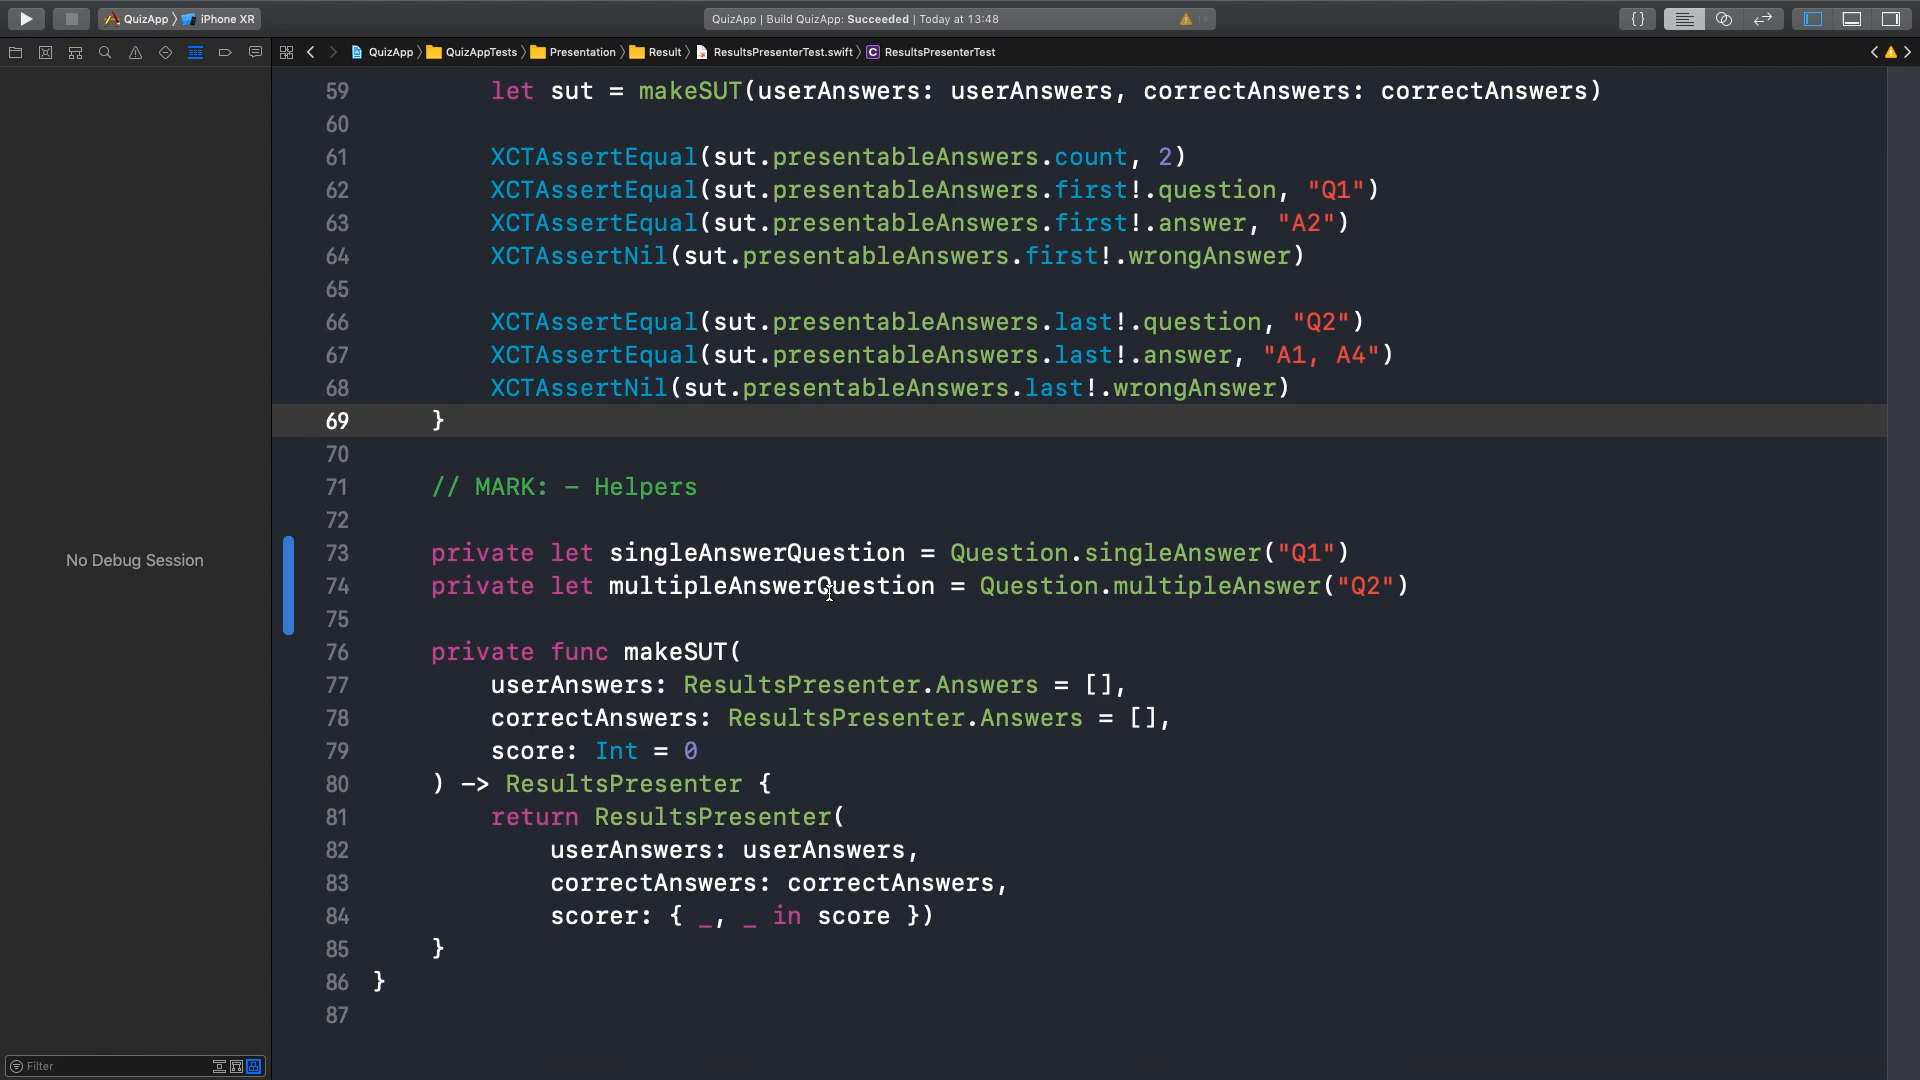 QuizApp 〉 iPhone XR
QuizApp | Build QuizApp: Succeeded | Today at 13:48
{}
QuizApp 〉 QuizAppTests 〉 Presentation 〉 Result 〉 ResultsPresenterTest.swift 〉 C ResultsPresenterTest
59 let sut = makeSUT(userAnswers: userAnswers, correctAnswers: correctAnswers)
60
61 XCTAssertEqual(sut.presentableAnswers.count, 2)
62 XCTAssertEqual(sut.presentableAnswers.first!.question, "Q1")
63 XCTAssertEqual(sut.presentableAnswers.first!.answer, "A2")
64 XCTAssertNil(sut.presentableAnswers.first!.wrongAnswer)
65
66 XCTAssertEqual(sut.presentableAnswers.last!.question, "Q2")
67 XCTAssertEqual(sut.presentableAnswers.last!.answer, "A1, A4")
68 XCTAssertNil(sut.presentableAnswers.last!.wrongAnswer)
69 }
70
71 // MARK: - Helpers
72
73 private let singleAnswerQuestion = Question.singleAnswer("Q1")
74 private let multipleAnswerQuestion = Question.multipleAnswer("Q2")
75
76 private func makeSUT(
77 userAnswers: ResultsPresenter.Answers = [],
78 correctAnswers: ResultsPresenter.Answers = [],
79 score: Int = 0
80 ) -> ResultsPresenter {
81 return ResultsPresenter(
82 userAnswers: userAnswers,
83 correctAnswers: correctAnswers,
84 scorer: { _, _ in score })
85 }
86 }
87
No Debug Session
Filter